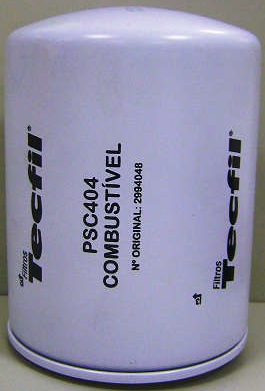 Filtros
Tecfil®
PSC404
COMBUSTÍVEL
Nº ORIGINAL: 2994048
Filtros
Tecfil®